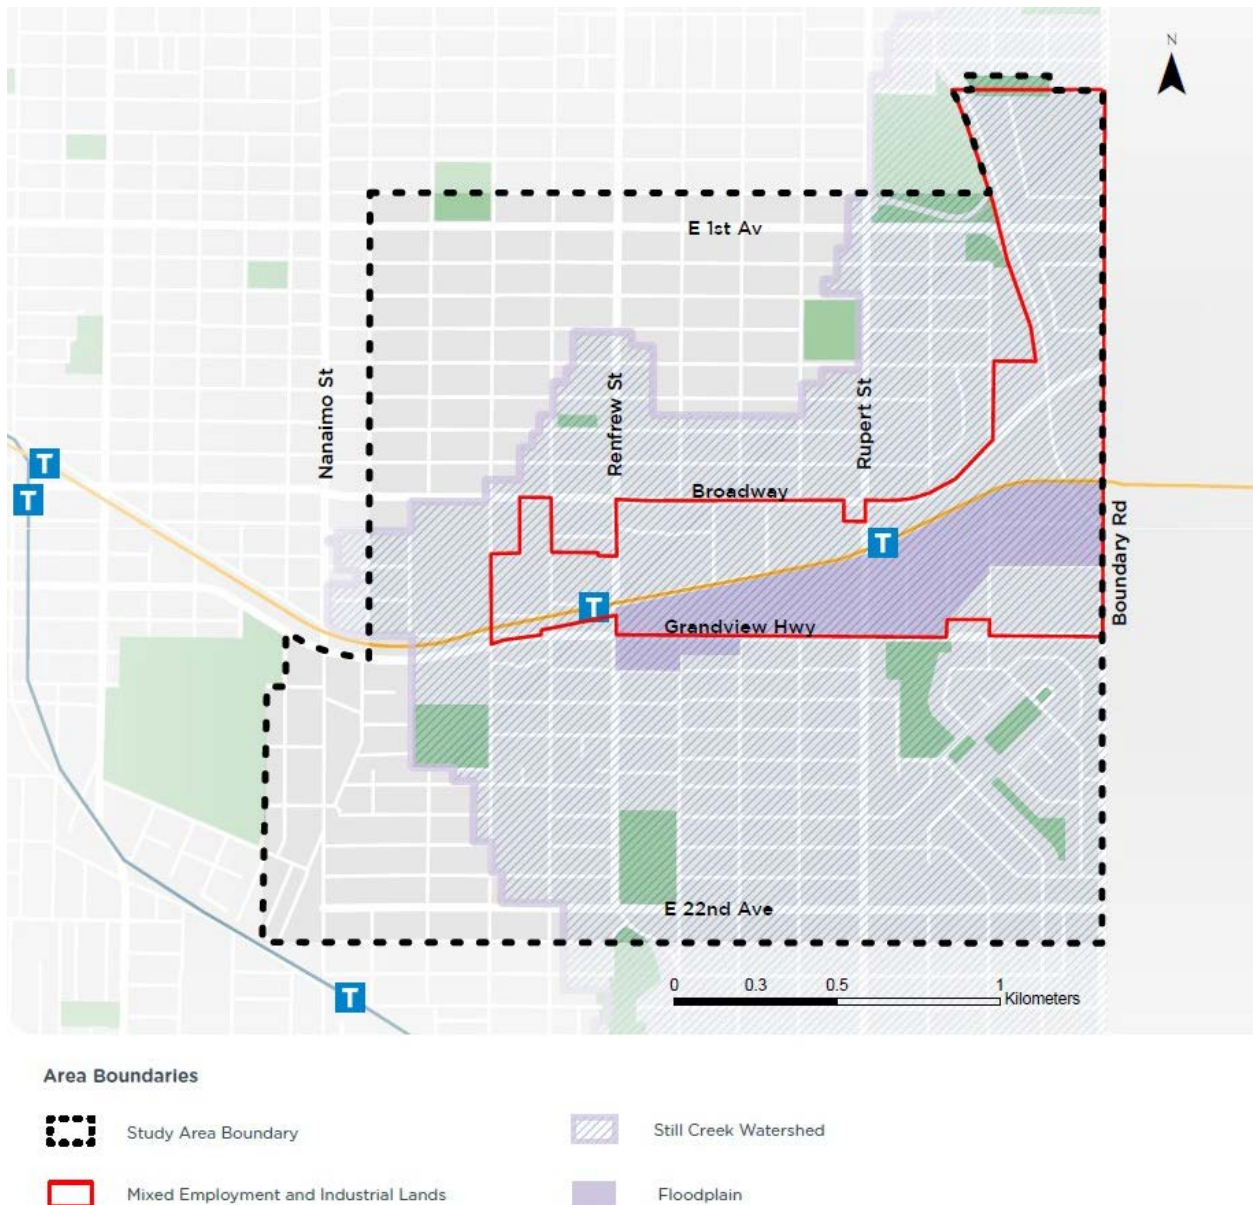 N
E 1st Av
Nanaimo St
Renfrew St
Rupert St
Broadway
Boundary Rd
T
T
T
T
Grandview Hwy
E 22nd Ave
0 0.3 0.5 1
Kilometers
T
Area Boundaries
Study Area Boundary
Still Creek Watershed
Mixed Employment and Industrial Lands
Floodplain